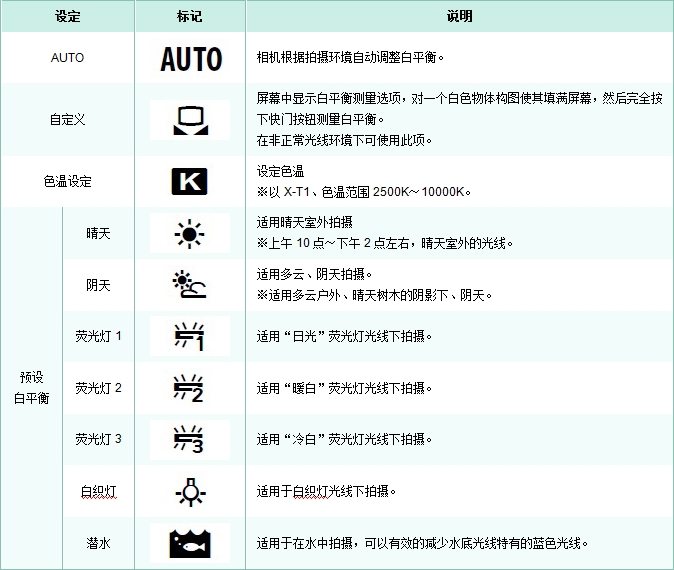 设定 标记 说明
AUTO AUTO 相机根据拍摄环境自动调整白平衡。
自定义 屏幕中显示白平衡测量选项，对一个白色物体构图使其填满屏幕，然后完全按
下快门按钮测量白平衡。
在非正常光线环境下可使用此项。
色温设定 K 设定色温
※以 X-T1、色温范围 2500K～10000K。
预设
白平衡
晴天 适用晴天室外拍摄
※上午 10 点～下午 2 点左右，晴天室外的光线。
阴天 适用多云、阴天拍摄。
※适用多云户外、晴天树木的阴影下、阴天。
荧光灯 1 1 适用“日光”荧光灯光线下拍摄。
荧光灯 2 2 适用“暖白”荧光灯光线下拍摄。
荧光灯 3 3 适用“冷白”荧光灯光线下拍摄。
白织灯 适用于白织灯光线下拍摄。
潜水 适用于在水中拍摄，可以有效的减少水底光线特有的蓝色光线。